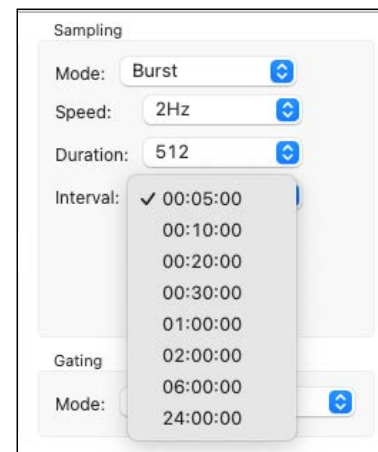 Sampling
Mode: Burst
Speed: 2Hz
Duration: 512
Interval: ✓ 00:05:00
00:10:00
00:20:00
00:30:00
01:00:00
02:00:00
06:00:00
24:00:00
Gating
Mode: